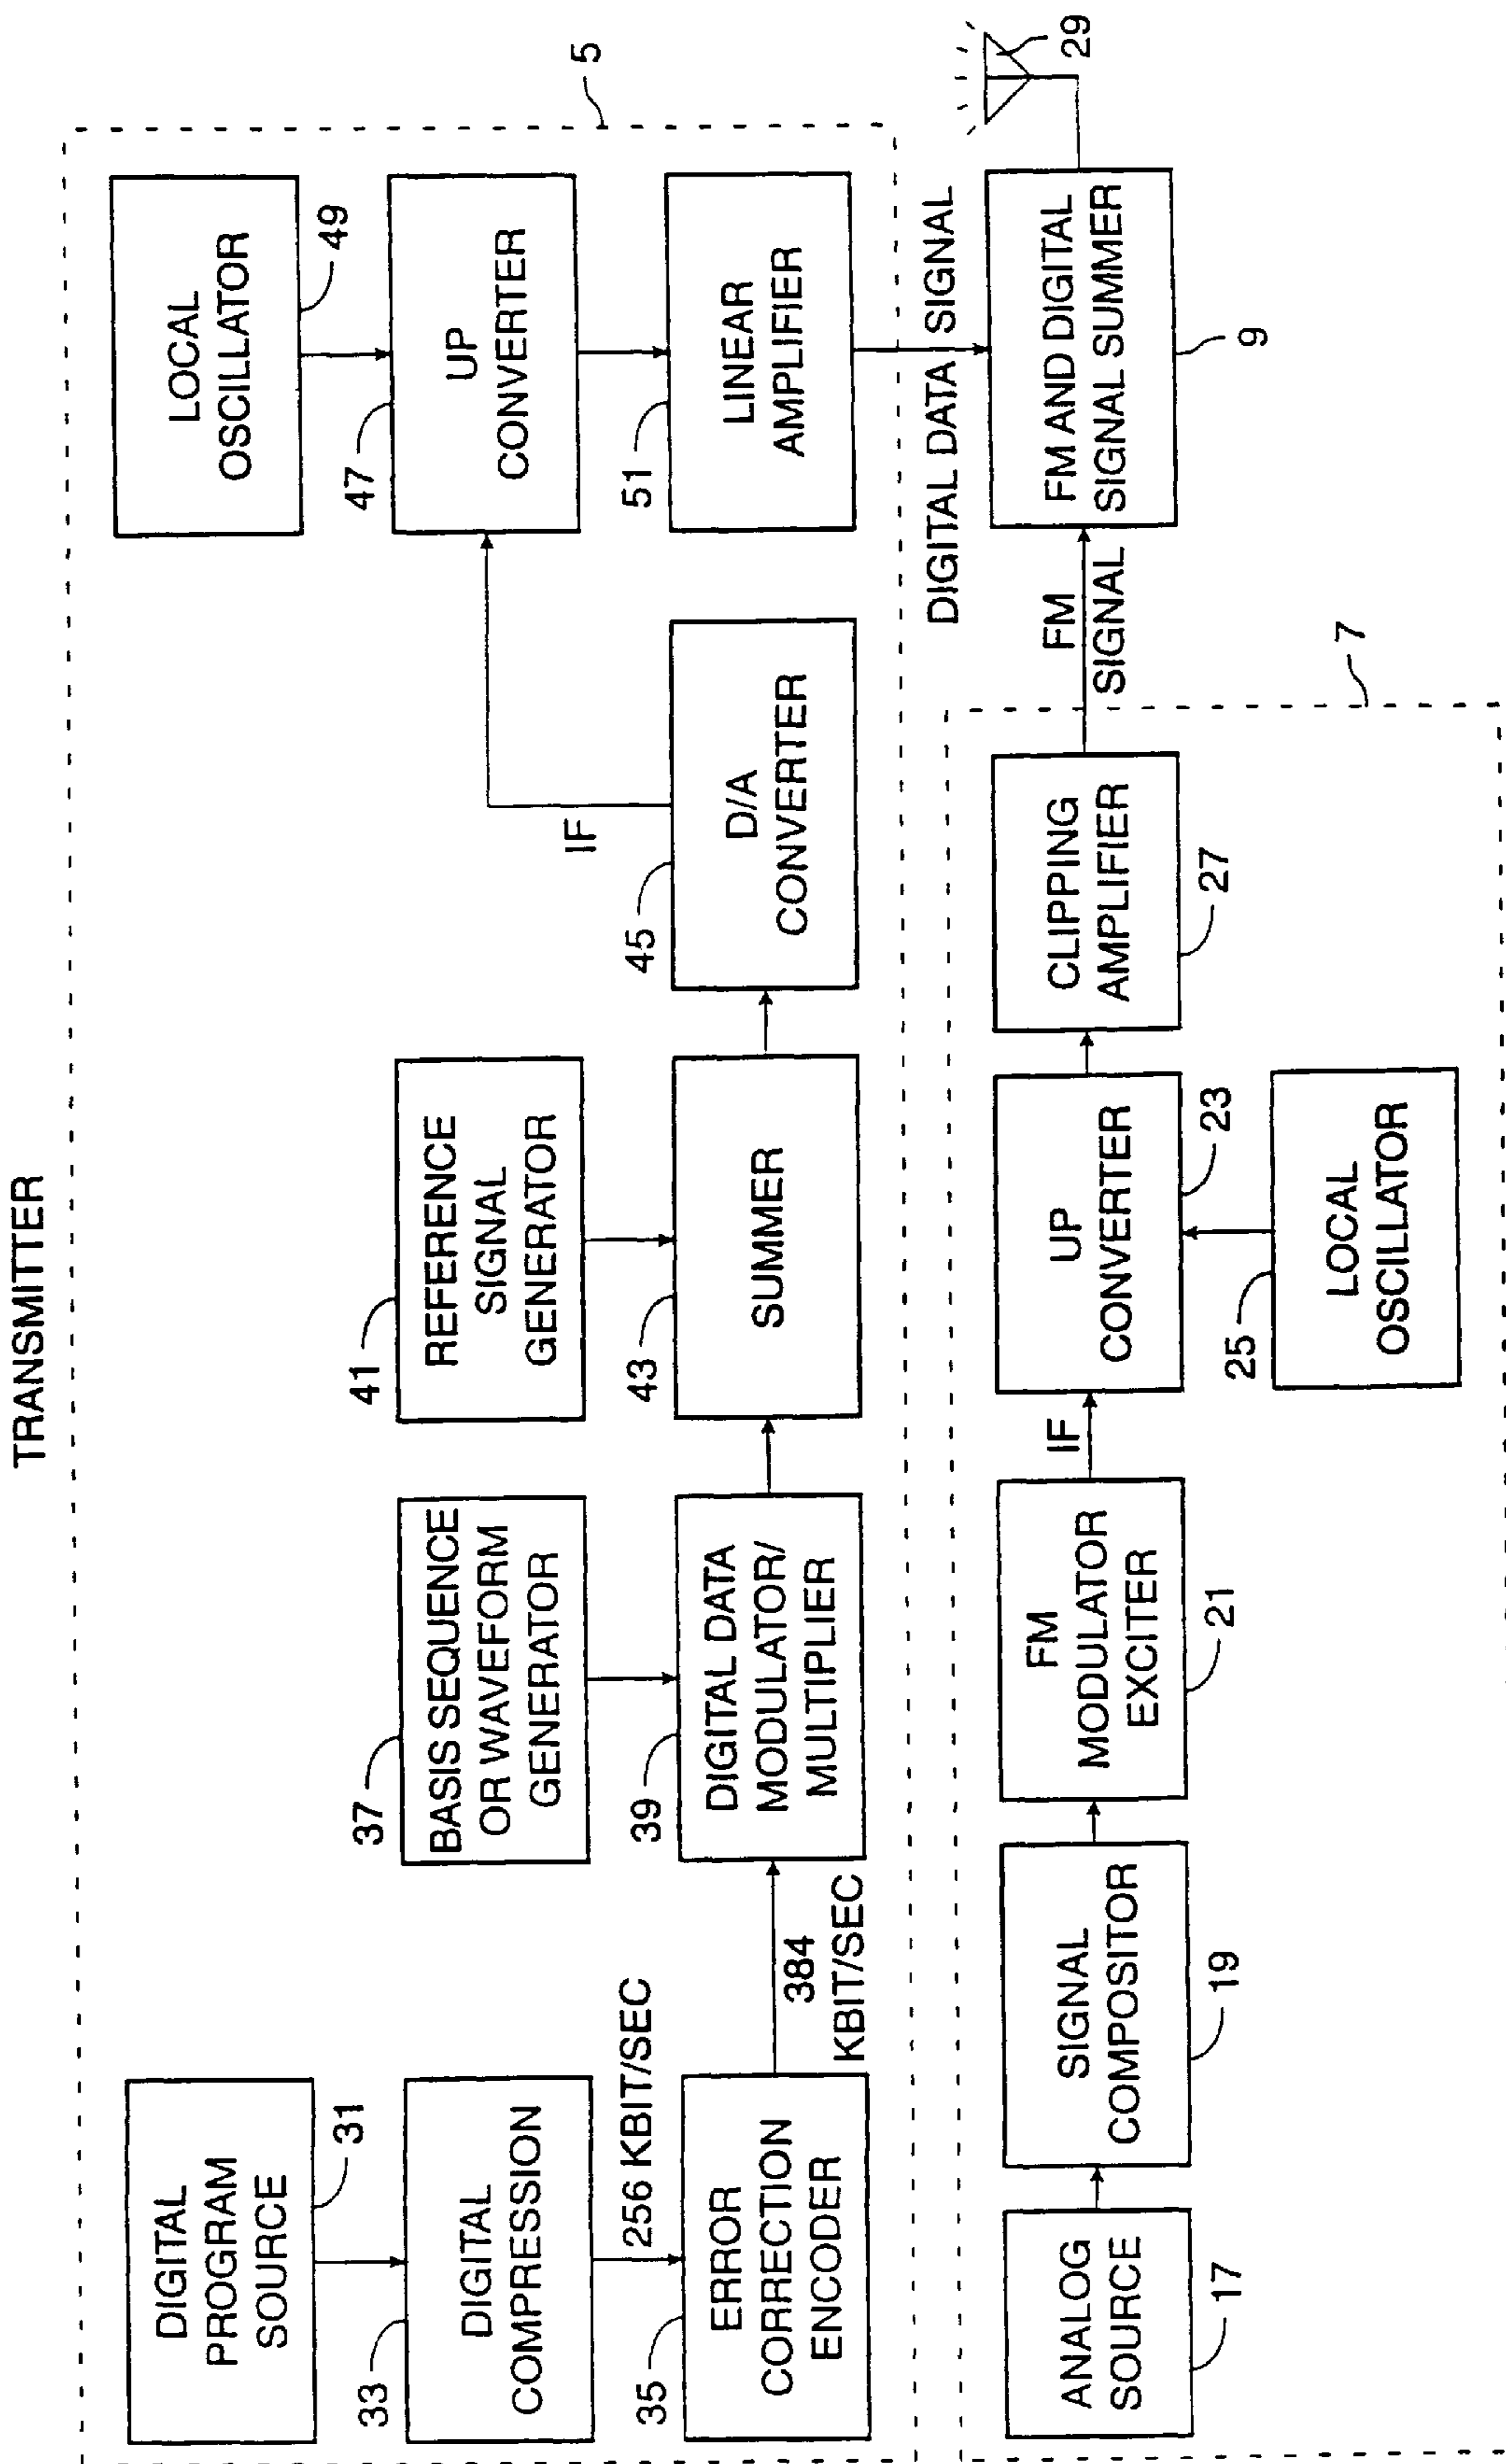 TRANSMITTER
5
DIGITAL
PROGRAM
SOURCE
31
33
DIGITAL
COMPRESSION
256 KBIT/SEC
35
ERROR
CORRECTION
ENCODER
384
KBIT/SEC
37
BASIS SEQUENCE
OR WAVEFORM
GENERATOR
39
DIGITAL DATA
MODULATOR/
MULTIPLIER
41
REFERENCE
SIGNAL
GENERATOR
43
SUMMER
45
D/A
CONVERTER
IF
LOCAL
OSCILLATOR
49
47
UP
CONVERTER
51
LINEAR
AMPLIFIER
DIGITAL DATA SIGNAL
29
FM AND DIGITAL
SIGNAL SUMMER
9
FM
SIGNAL
7
ANALOG
SOURCE
17
SIGNAL
COMPOSITOR
19
FM
MODULATOR
EXCITER
21
IF
UP
CONVERTER
23
25
LOCAL
OSCILLATOR
CLIPPING
AMPLIFIER
27